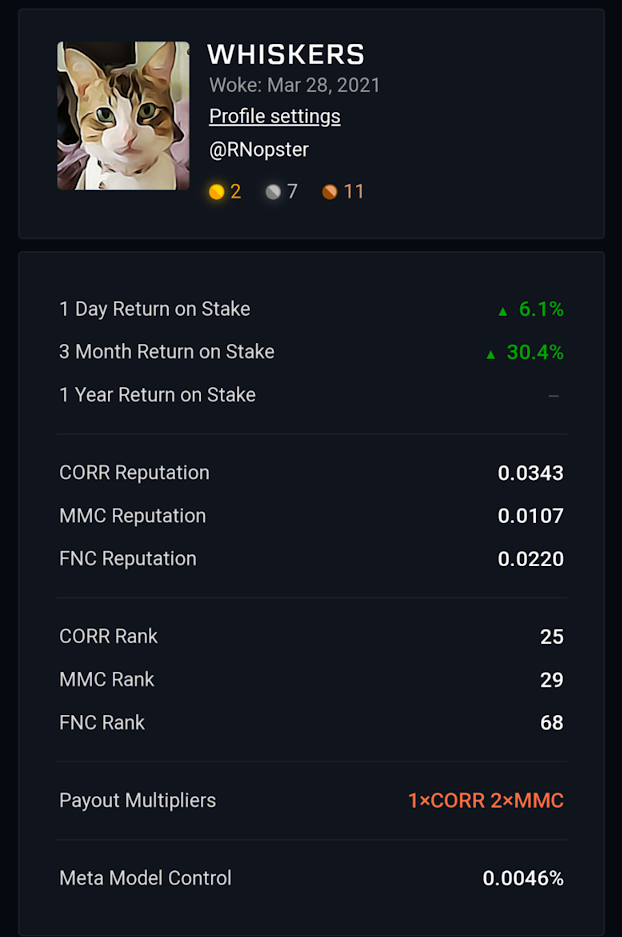 WHISKERS
Woke: Mar 28, 2021
Profile settings
@RNopster
2 7 11
1 Day Return on Stake ▲ 6.1%
3 Month Return on Stake ▲ 30.4%
1 Year Return on Stake –
CORR Reputation 0.0343
MMC Reputation 0.0107
FNC Reputation 0.0220
CORR Rank 25
MMC Rank 29
FNC Rank 68
Payout Multipliers 1×CORR 2×MMC
Meta Model Control 0.0046%